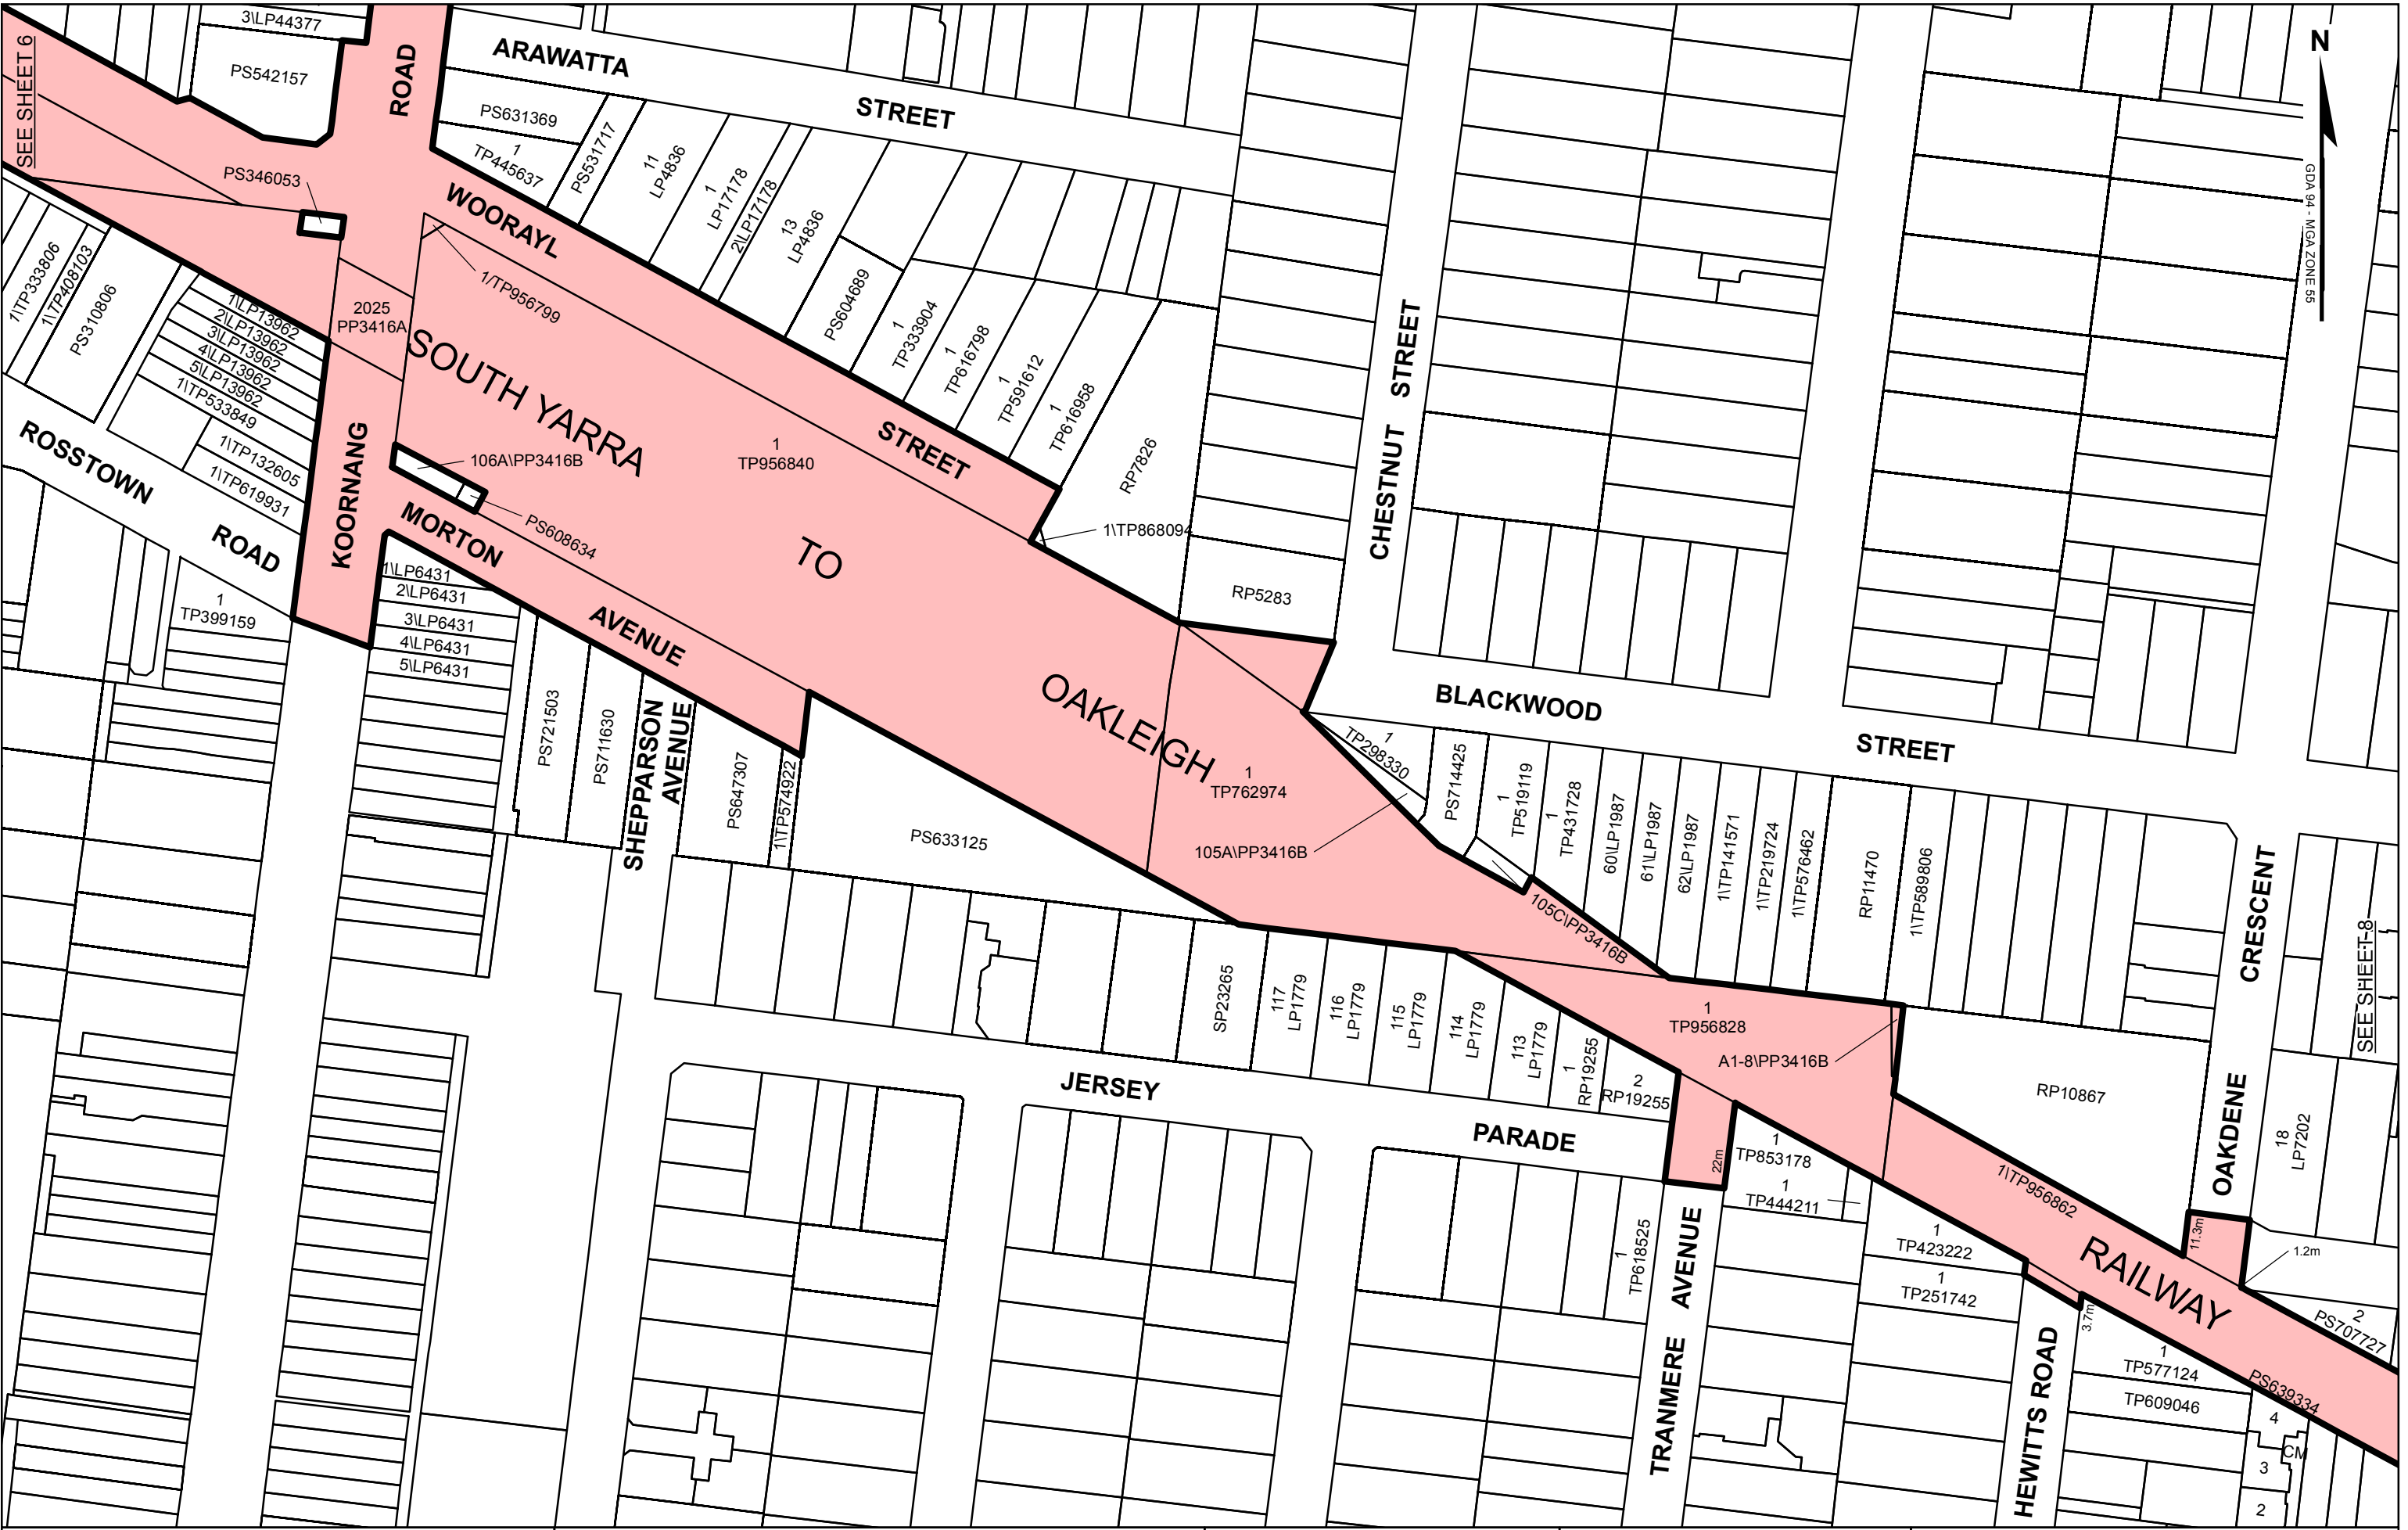 3\LP44377
PS542157
SEE SHEET 6
ROAD
ARAWATTA
STREET
PS631369
1
TP445637
PS531717
11
LP4836
1
LP17178
2\LP17178
13
LP4836
PS604689
1
TP333904
1
TP616798
1
TP591612
1
TP616958
RP7826
RP5283
N
GDA 94 - MGA ZONE 55
PS346053
WOORAYL
STREET
1/TP956799
1\TP333806
1\TP408103
PS310806
1\LP13962
2\LP13962
3\LP13962
4\LP13962
5\LP13962
1\TP533849
1\TP132605
1\TP619931
2025
PP3416A
SOUTH YARRA
TO
OAKLEIGH
RAILWAY
1
TP956840
106A\PP3416B
PS608634
1\TP868094
CHESTNUT STREET
ROSSTOWN
ROAD
KOORNANG
MORTON
AVENUE
1
TP399159
1\LP6431
2\LP6431
3\LP6431
4\LP6431
5\LP6431
PS721503
PS711630
SHEPPARSON
AVENUE
PS647307
1\TP574922
PS633125
1
TP762974
105A\PP3416B
BLACKWOOD
STREET
1
TP298330
PS714425
1
TP519119
1
TP431728
60\LP1987
61\LP1987
62\LP1987
1\TP141571
1\TP219724
1\TP576462
RP11470
1\TP589806
105C\PP3416B
OAKDENE CRESCENT
SEE SHEET 8
SP23265
117
LP1779
116
LP1779
115
LP1779
114
LP1779
113
LP1779
1
RP19255
2
RP19255
1
TP956828
A1-8\PP3416B
RP10867
18
LP7202
JERSEY
PARADE
22m
1
TP853178
1
TP444211
1\TP956862
11.3m
1.2m
1
TP618525
TRANMERE AVENUE
1
TP423222
1
TP251742
HEWITTS ROAD
3.7m
2
PS707727
1
TP577124
TP609046
PS639334
4
CM
3
2